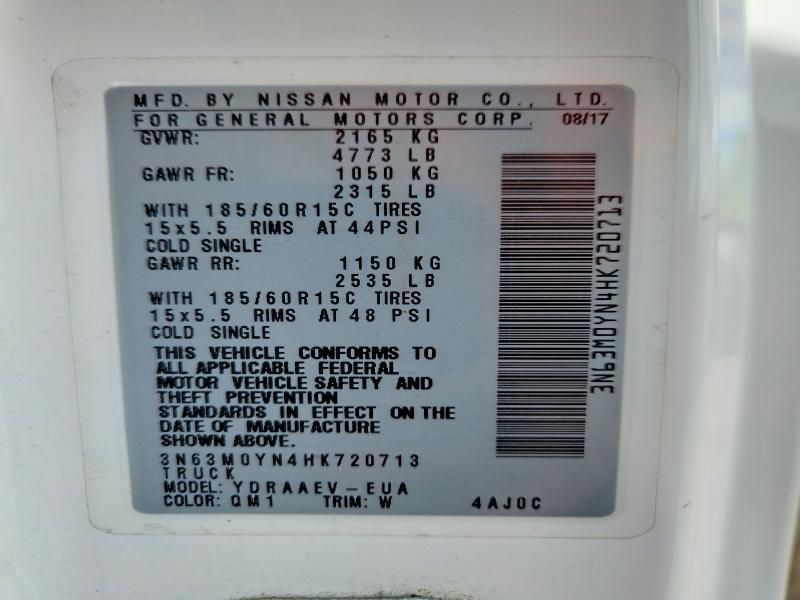 MFD. BY NISSAN MOTOR CO., LTD.
FOR GENERAL MOTORS CORP. 08/17
GVWR: 2165 KG
4773 LB
GAWR FR: 1050 KG
2315 LB
WITH 185/60R15C TIRES
15x5.5 RIMS AT 44PSI
COLD SINGLE
GAWR RR: 1150 KG
2535 LB
WITH 185/60R15C TIRES
15x5.5 RIMS AT 48 PSI
COLD SINGLE
THIS VEHICLE CONFORMS TO
ALL APPLICABLE FEDERAL
MOTOR VEHICLE SAFETY AND
THEFT PREVENTION
STANDARDS IN EFFECT ON THE
DATE OF MANUFACTURE
SHOWN ABOVE.
3N63M0YN4HK720713
TRUCK
MODEL: YDRAAEV-EUA
COLOR: QM1 TRIM: W 4AJ0C
3N63M0YN4HK720713